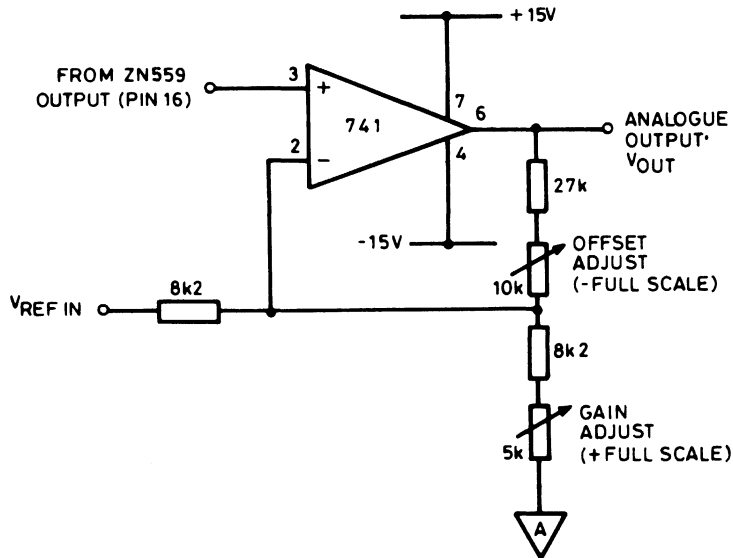 +15V
FROM ZN559
OUTPUT (PIN 16)
3
+
7
6
741
2
−
4
ANALOGUE
OUTPUT·
VOUT
27k
-15V
OFFSET
ADJUST
(-FULL SCALE)
10k
VREF IN
8k2
8k2
GAIN
ADJUST
(+FULL SCALE)
5k
A